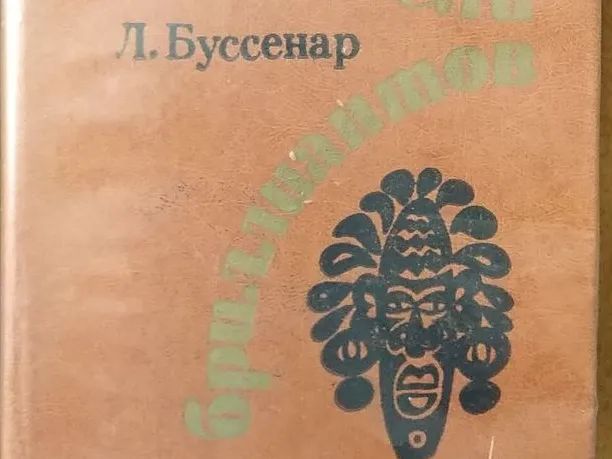 Л. Буссенар
бриллиантов